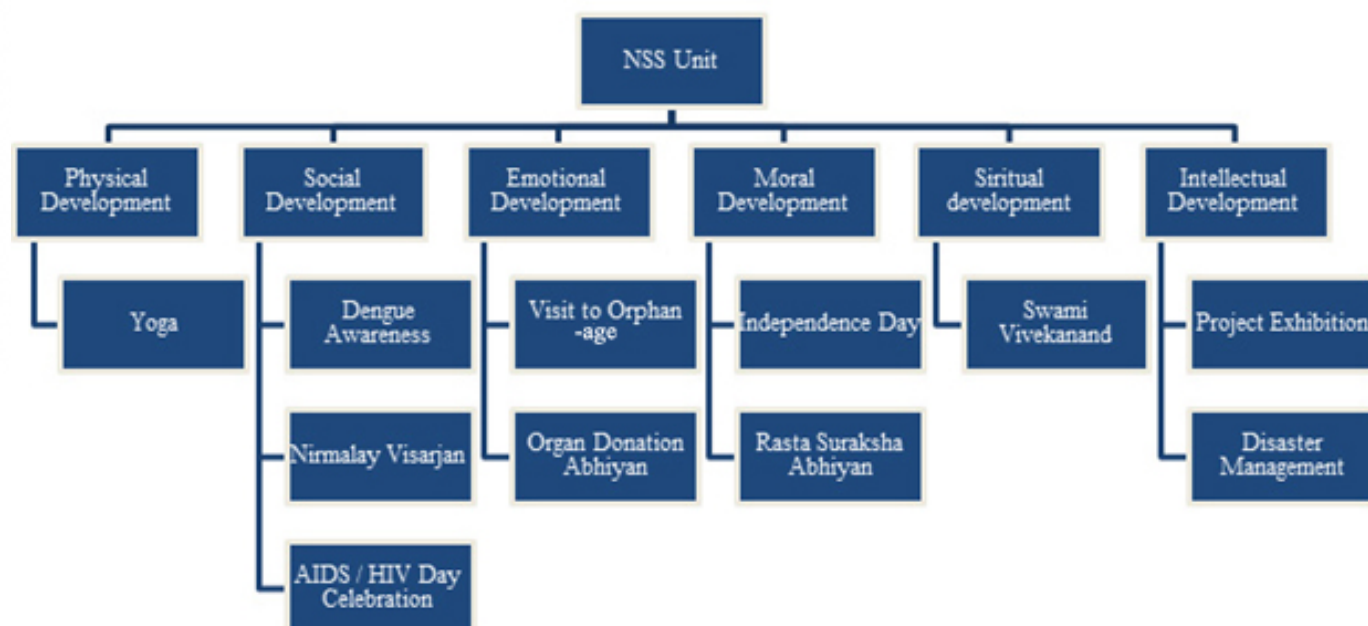 NSS Unit
Physical
Development
Social
Development
Emotional
Development
Moral
Development
Siritual
development
Intellectual
Development
Yoga
Dengue
Awareness
Visit to Orphan
-age
Independence Day
Swami
Vivekanand
Project Exhibition
Nirmalay Visarjan
Organ Donation
Abhiyan
Rasta Suraksha
Abhiyan
Disaster
Management
AIDS / HIV Day
Celebration